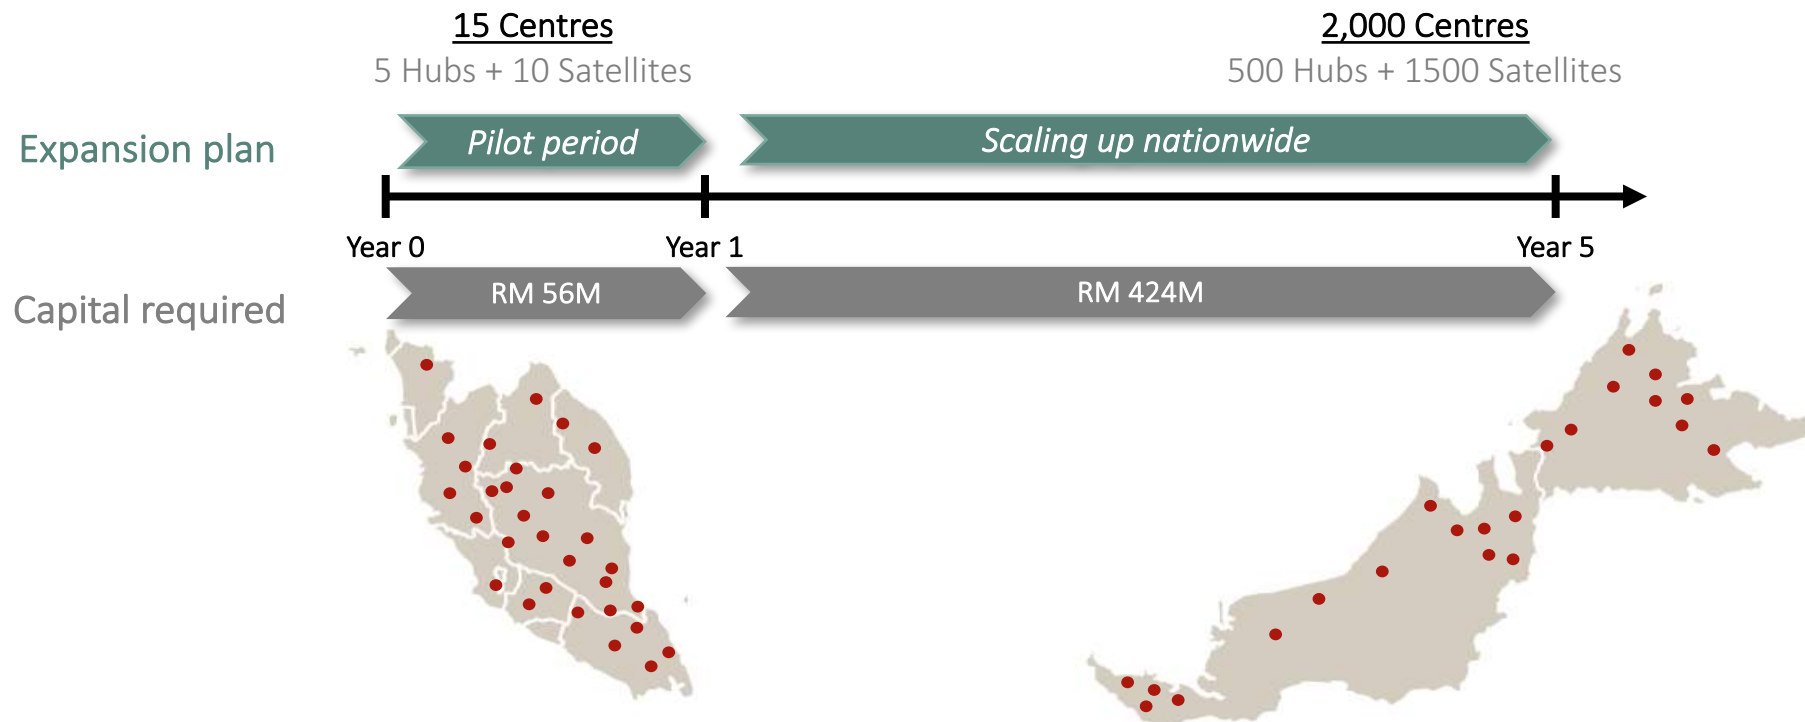 15 Centres
5 Hubs + 10 Satellites
2,000 Centres
500 Hubs + 1500 Satellites
Expansion plan
Pilot period
Scaling up nationwide
Year 0
Year 1
Year 5
Capital required
RM 56M
RM 424M